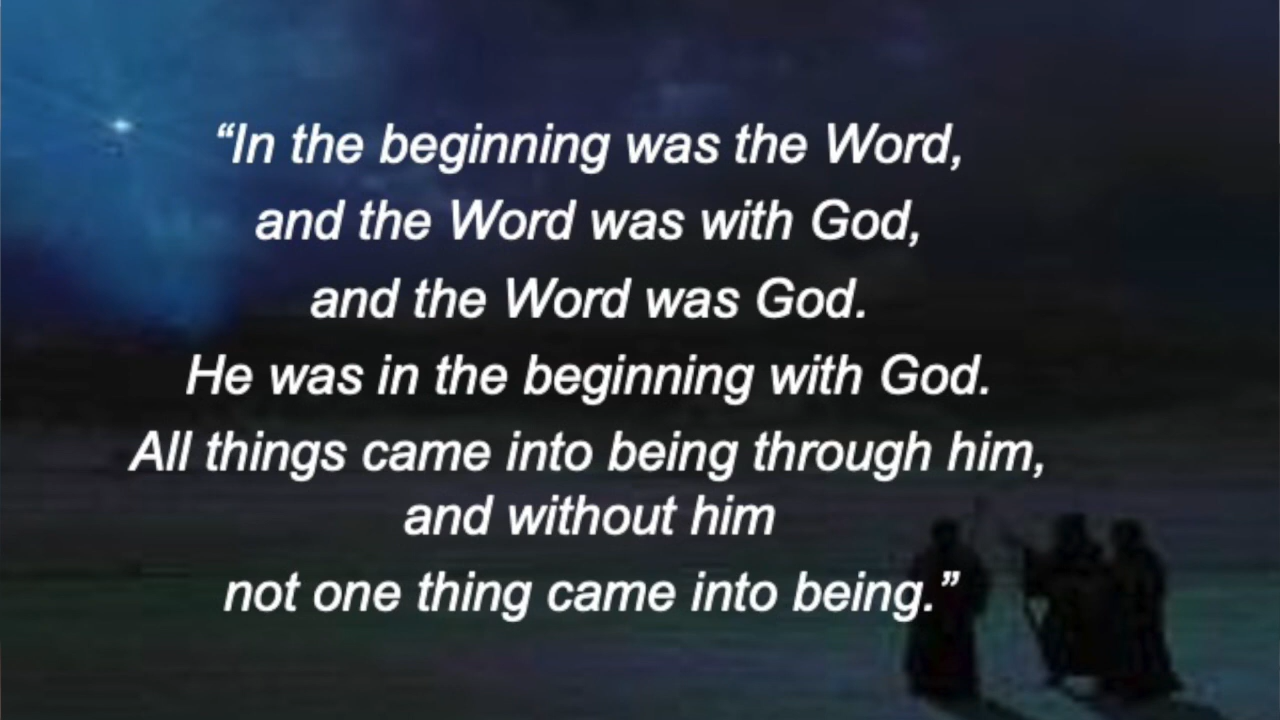 “In the beginning was the Word,
and the Word was with God,
and the Word was God.
He was in the beginning with God.
All things came into being through him,
and without him
not one thing came into being.”